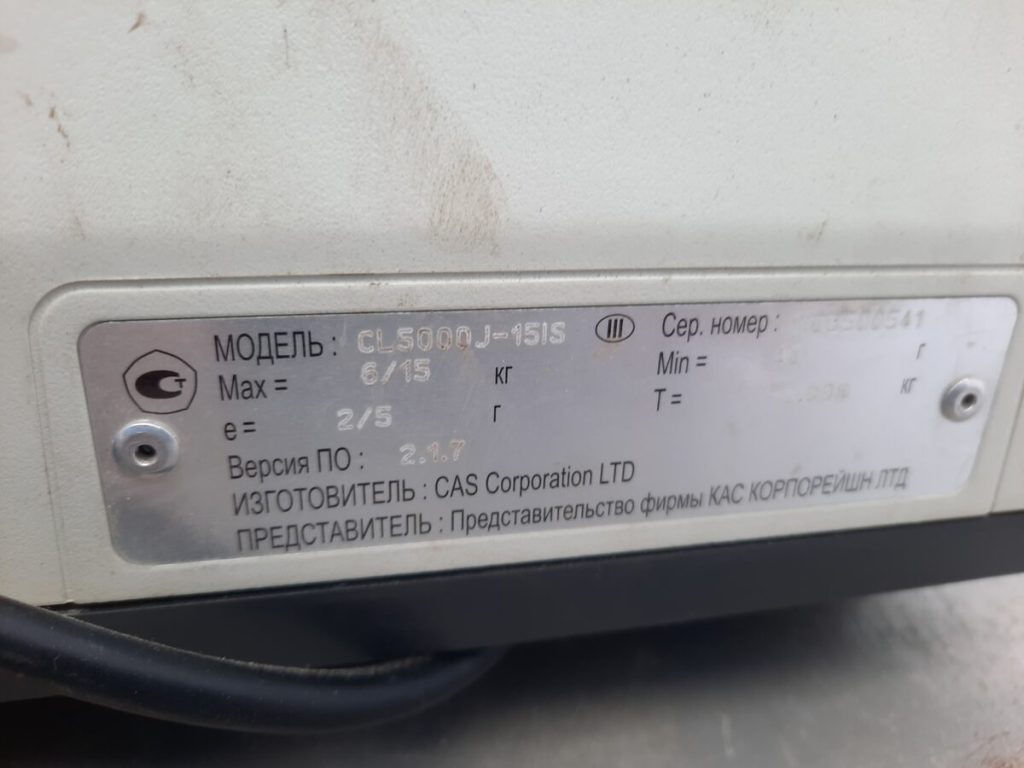 МОДЕЛЬ : CL5000J-15IS III Сер. номер :
Max = 6/15 кг Min = г
e = 2/5 г T = кг
Версия ПО : 2.1.7
ИЗГОТОВИТЕЛЬ : CAS Corporation LTD
ПРЕДСТАВИТЕЛЬ : Представительство фирмы КАС КОРПОРЕЙШН ЛТД